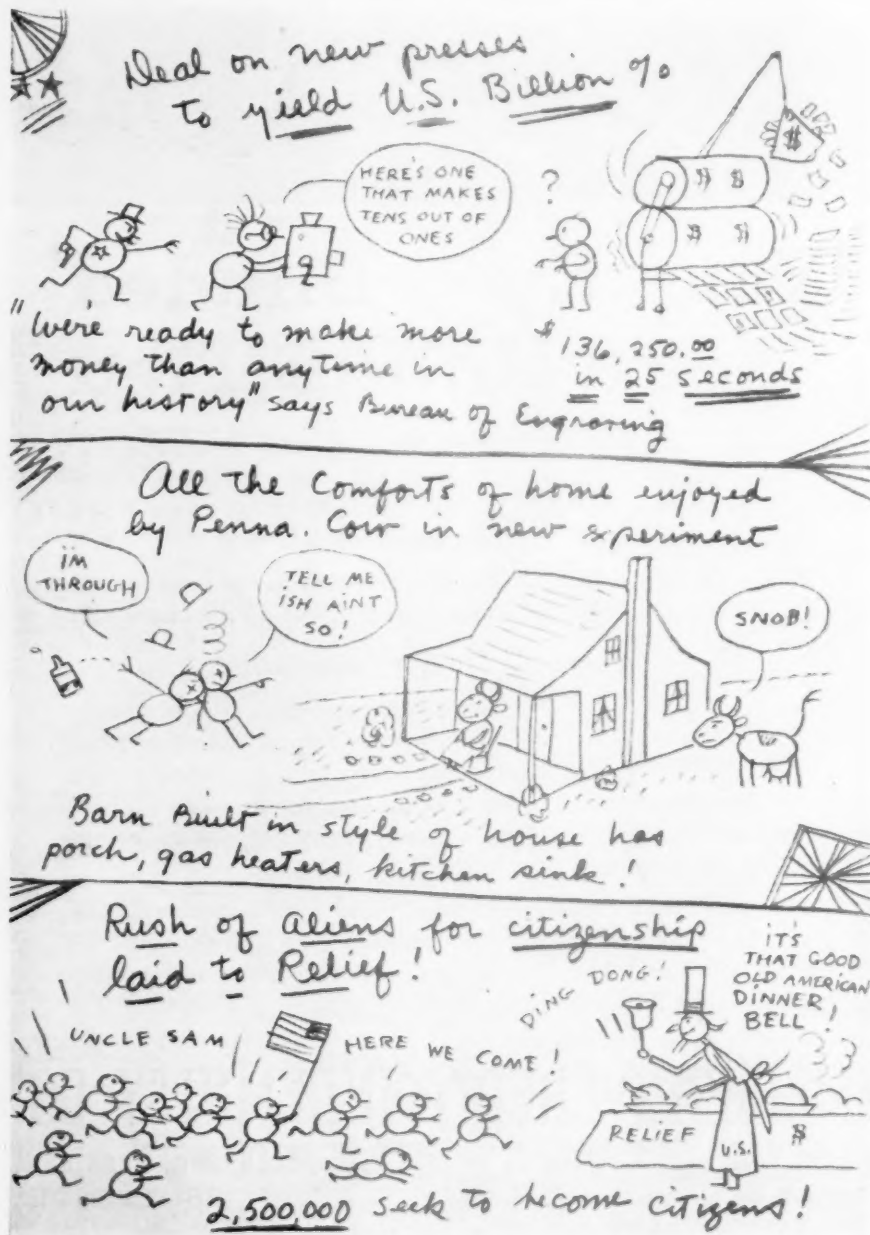 Deal on new presses
to yield U.S. Billion %
HERE'S ONE
THAT MAKES
TENS OUT OF
ONES
?
$
$ $
$ $
"We're ready to make more
money than anytime in
our history" says Bureau of Engraving
$136,250.00
in 25 seconds
All the Comforts of home enjoyed
by Penna. Cow in new experiment
I'M
THROUGH
TELL ME
ISH AINT
SO!
SNOB!
Barn Built in style of house has
porch, gas heaters, kitchen sink!
Rush of aliens for citizenship
laid to Relief!
UNCLE SAM
HERE WE COME!
DING DONG!
IT'S
THAT GOOD
OLD AMERICAN
DINNER
BELL!
RELIEF
U.S.
$
2,500,000 seek to become citizens!